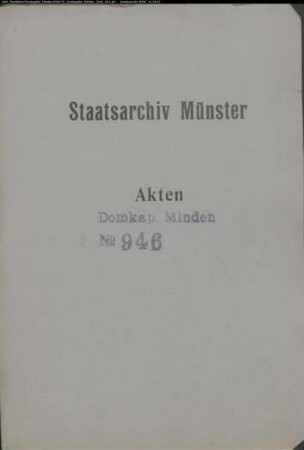 Staatsarchiv Münster
Akten
Domkap. Minden
№ 946